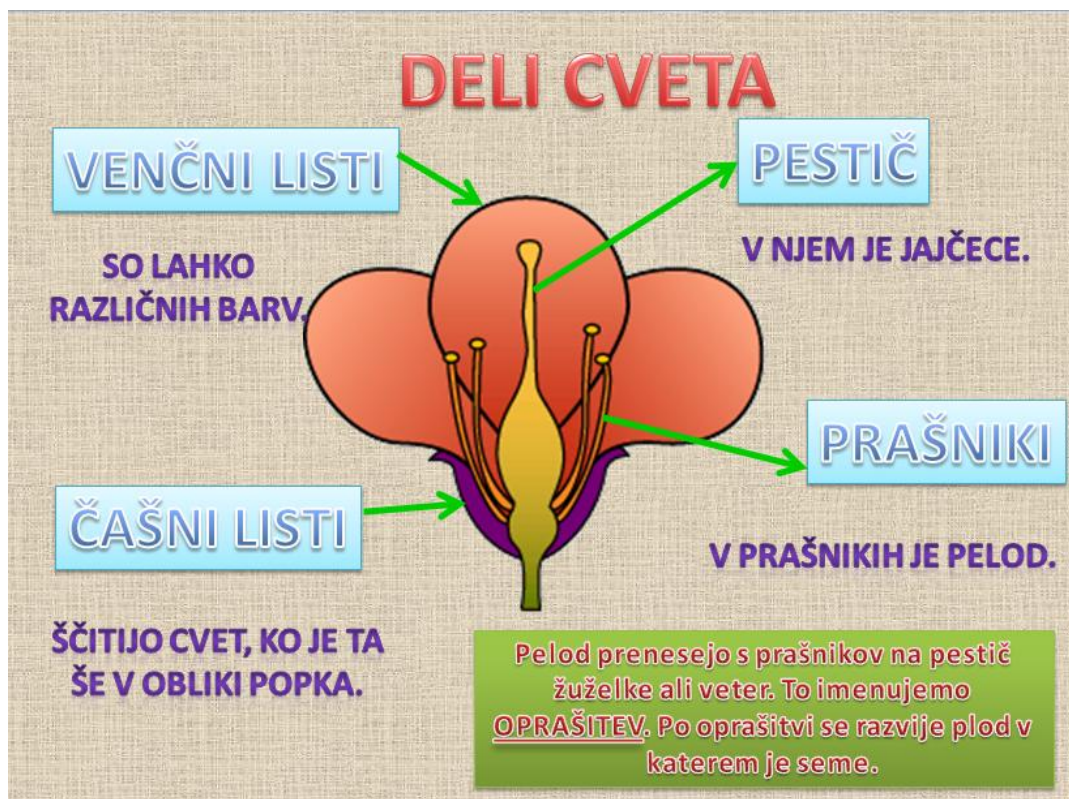 DELI CVETA
VENČNI LISTI
SO LAHKO
RAZLIČNIH BARV.
PESTIČ
V NJEM JE JAJČECE.
PRAŠNIKI
V PRAŠNIKIH JE PELOD.
ČAŠNI LISTI
ŠČITIJO CVET, KO JE TA
ŠE V OBLIKI POPKA.
Pelod prenesejo s prašnikov na pestič
žuželke ali veter. To imenujemo
OPRAŠITEV. Po oprašitvi se razvije plod v
katerem je seme.